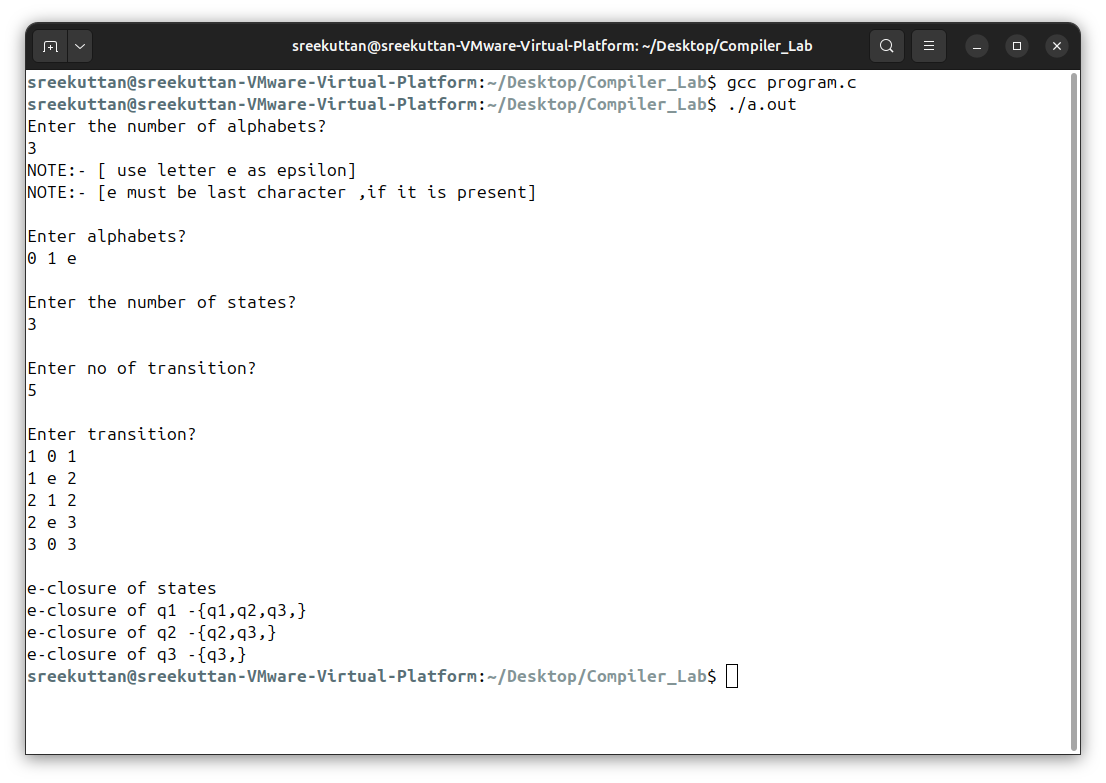 sreekuttan@sreekuttan-VMware-Virtual-Platform: ~/Desktop/Compiler_Lab
sreekuttan@sreekuttan-VMware-Virtual-Platform:~/Desktop/Compiler_Lab$ gcc program.c
sreekuttan@sreekuttan-VMware-Virtual-Platform:~/Desktop/Compiler_Lab$ ./a.out
Enter the number of alphabets?
3
NOTE:- [ use letter e as epsilon]
NOTE:- [e must be last character ,if it is present]
Enter alphabets?
0 1 e
Enter the number of states?
3
Enter no of transition?
5
Enter transition?
1 0 1
1 e 2
2 1 2
2 e 3
3 0 3
e-closure of states
e-closure of q1 -{q1,q2,q3,}
e-closure of q2 -{q2,q3,}
e-closure of q3 -{q3,}
sreekuttan@sreekuttan-VMware-Virtual-Platform:~/Desktop/Compiler_Lab$